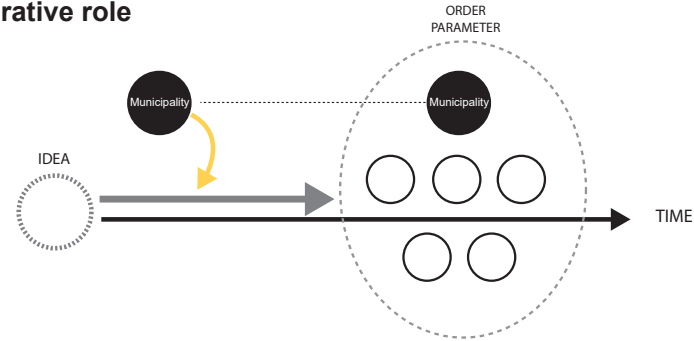 rative role
ORDER
PARAMETER
Municipality
Municipality
IDEA
TIME